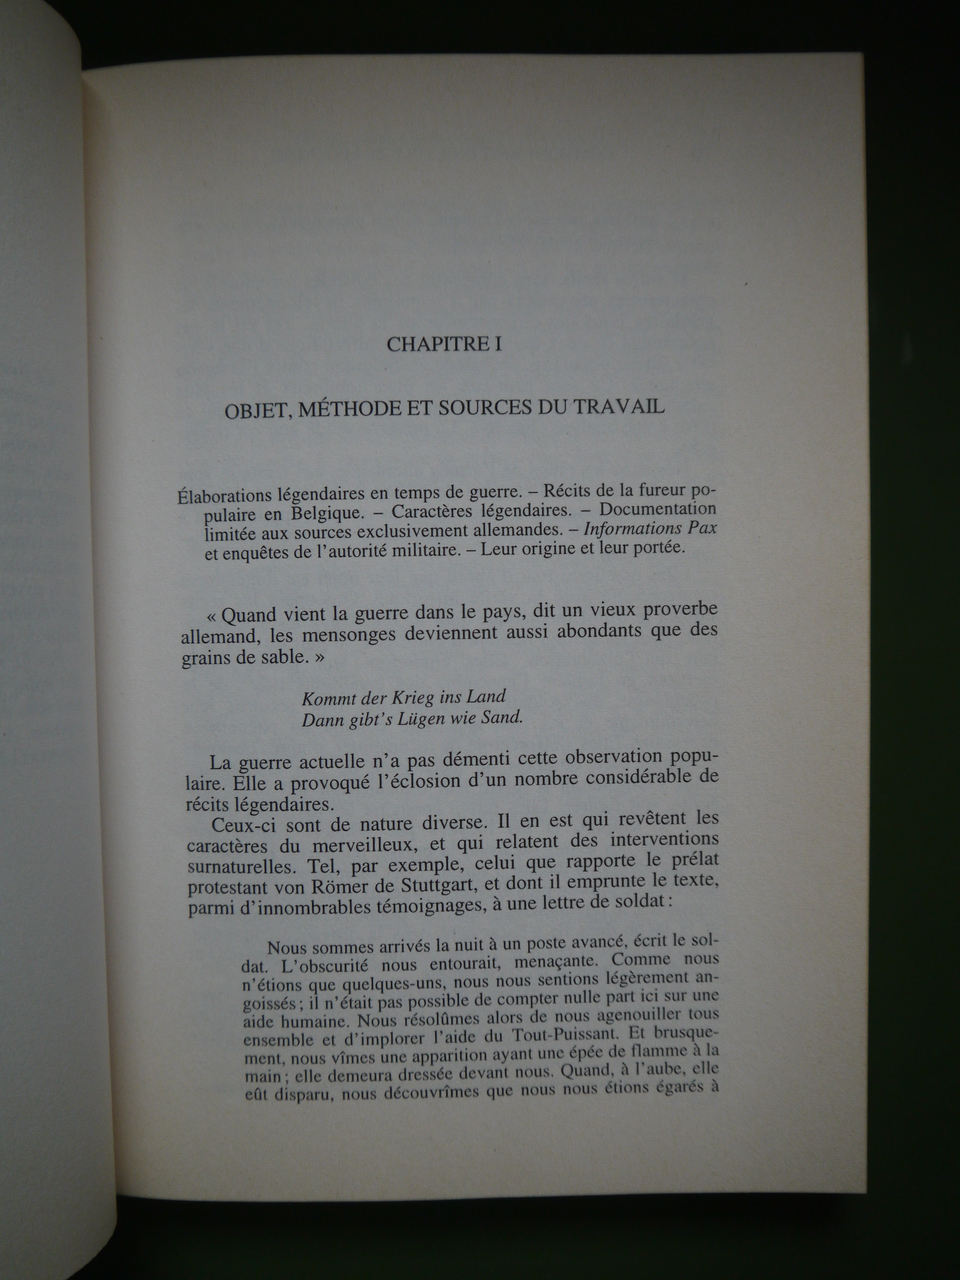 CHAPITRE I
OBJET, MÉTHODE ET SOURCES DU TRAVAIL
Élaborations légendaires en temps de guerre. – Récits de la fureur po-
pulaire en Belgique. – Caractères légendaires. – Documentation
limitée aux sources exclusivement allemandes. – Informations Pax
et enquêtes de l'autorité militaire. – Leur origine et leur portée.
« Quand vient la guerre dans le pays, dit un vieux proverbe
allemand, les mensonges deviennent aussi abondants que des
grains de sable. »
Kommt der Krieg ins Land
Dann gibt's Lügen wie Sand.
La guerre actuelle n'a pas démenti cette observation popu-
laire. Elle a provoqué l'éclosion d'un nombre considérable de
récits légendaires.
Ceux-ci sont de nature diverse. Il en est qui revêtent les
caractères du merveilleux, et qui relatent des interventions
surnaturelles. Tel, par exemple, celui que rapporte le prélat
protestant von Römer de Stuttgart, et dont il emprunte le texte,
parmi d'innombrables témoignages, à une lettre de soldat :
Nous sommes arrivés la nuit à un poste avancé, écrit le sol-
dat. L'obscurité nous entourait, menaçante. Comme nous
n'étions que quelques-uns, nous nous sentions légèrement an-
goissés ; il n'était pas possible de compter nulle part ici sur une
aide humaine. Nous résolûmes alors de nous agenouiller tous
ensemble et d'implorer l'aide du Tout-Puissant. Et brusque-
ment, nous vîmes une apparition ayant une épée de flamme à la
main ; elle demeura dressée devant nous. Quand, à l'aube, elle
eût disparu, nous découvrîmes que nous nous étions égarés à